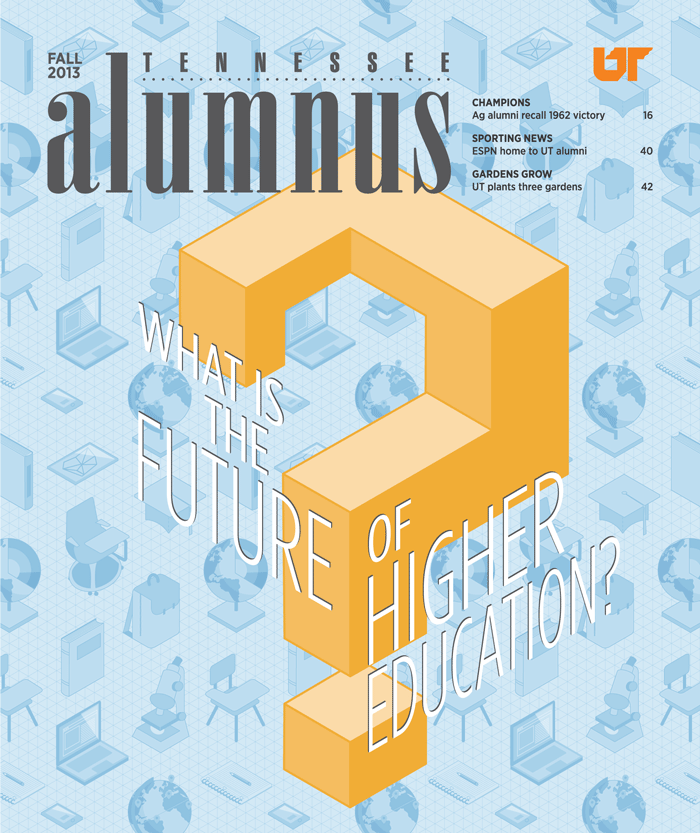 FALL
2013
TENNESSEE
alumnus
UT
CHAMPIONS
Ag alumni recall 1962 victory 16
SPORTING NEWS
ESPN home to UT alumni 40
GARDENS GROW
UT plants three gardens 42
WHAT IS
THE
FUTURE
OF
HIGHER
EDUCATION?